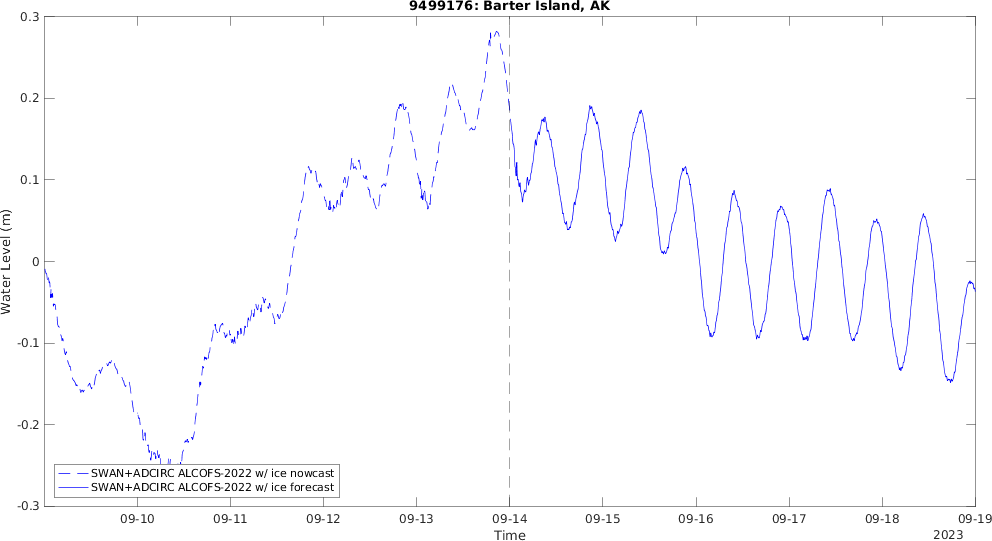 9499176: Barter Island, AK
0.3
0.2
0.1
0
-0.1
-0.2
-0.3
Water Level (m)
SWAN+ADCIRC ALCOFS-2022 w/ ice nowcast
SWAN+ADCIRC ALCOFS-2022 w/ ice forecast
09-10 09-11 09-12 09-13 09-14 09-15 09-16 09-17 09-18 09-19
Time
2023